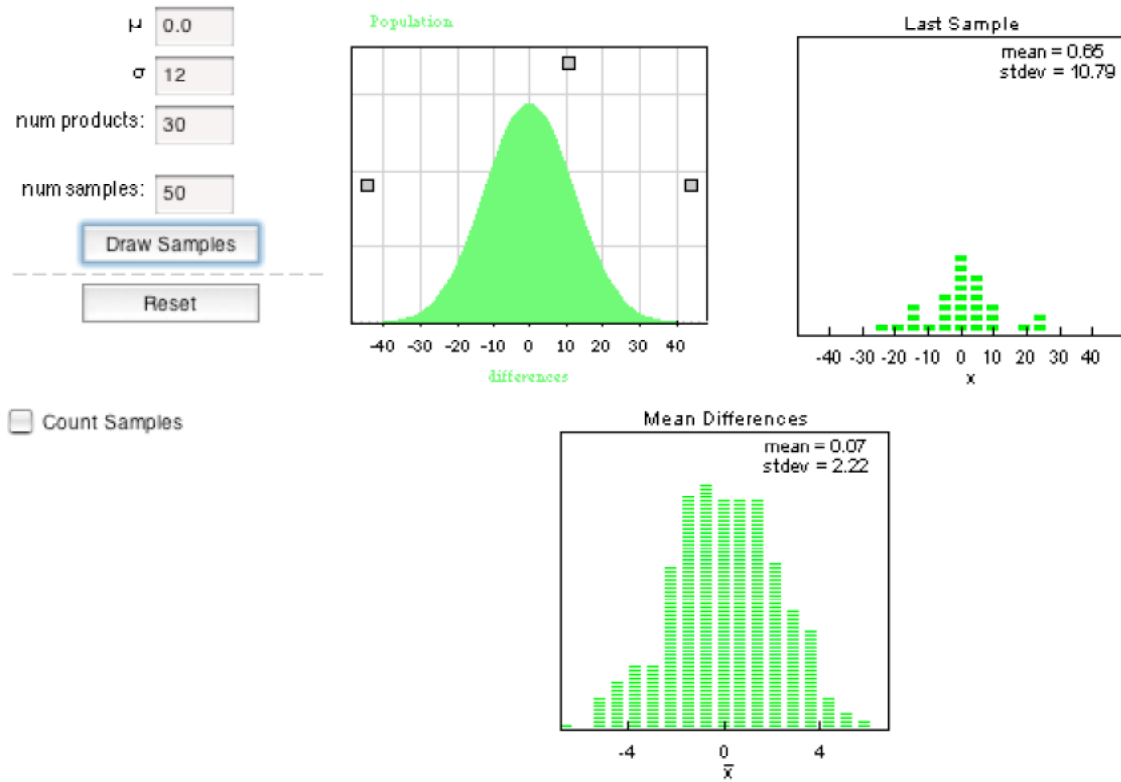 μ 0.0
σ 12
num products: 30
num samples: 50
Draw Samples
Reset
Population
-40 -30 -20 -10 0 10 20 30 40
differences
Last Sample
mean = 0.65
stdev = 10.79
-40 -30 -20 -10 0 10 20 30 40
x
Count Samples
Mean Differences
mean = 0.07
stdev = 2.22
-4 0 4
x̄